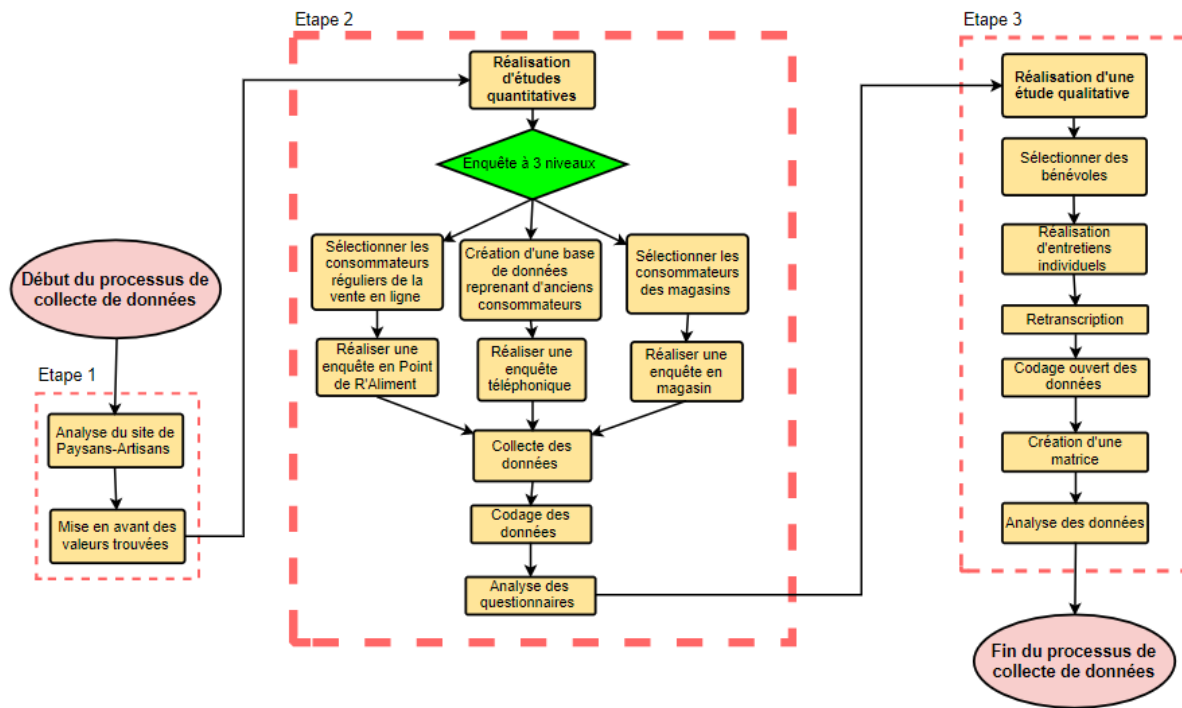 Etape 2
Réalisation
d'études
quantitatives
Enquête à 3 niveaux
Sélectionner les
consommateurs
réguliers de la
vente en ligne
Création d'une base
de données
reprenant d'anciens
consommateurs
Sélectionner les
consommateurs
des magasins
Réaliser une
enquête en Point
de R'Aliment
Réaliser une
enquête
téléphonique
Réaliser une
enquête en
magasin
Collecte des
données
Codage des
données
Analyse des
questionnaires
Début du processus de
collecte de données
Etape 1
Analyse du site de
Paysans-Artisans
Mise en avant des
valeurs trouvées
Etape 3
Réalisation d'une
étude qualitative
Sélectionner des
bénévoles
Réalisation
d'entretiens
individuels
Retranscription
Codage ouvert des
données
Création d'une
matrice
Analyse des données
Fin du processus de
collecte de données